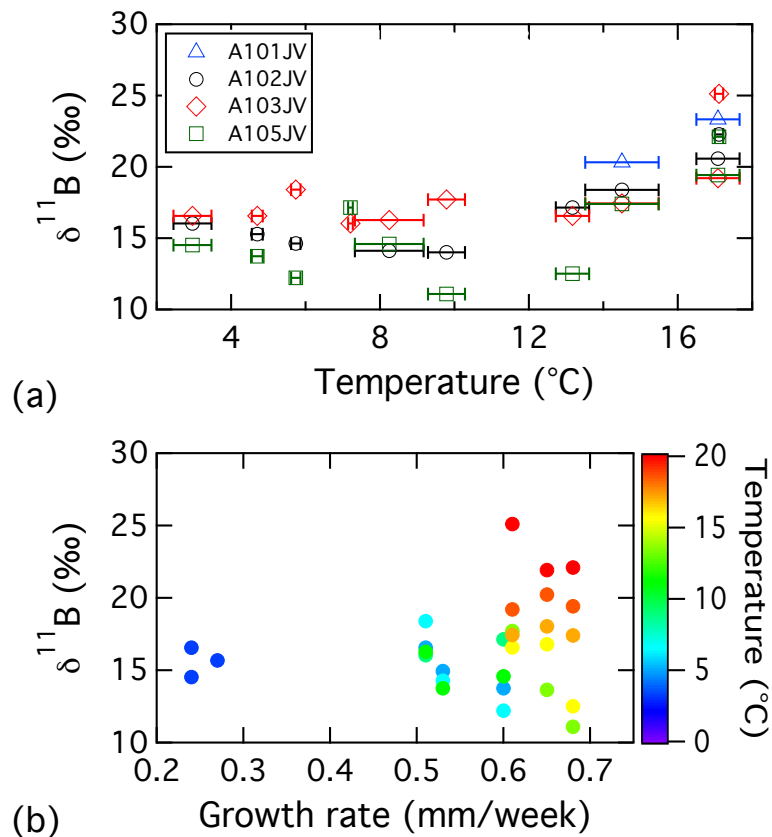 30
25
20
15
10
δ ¹¹B (‰)
A101JV
A102JV
A103JV
A105JV
4
8
12
16
Temperature (°C)
(a)
30
25
20
15
10
δ ¹¹B (‰)
0.2
0.3
0.4
0.5
0.6
0.7
Growth rate (mm/week)
20
15
10
5
0
Temperature (°C)
(b)